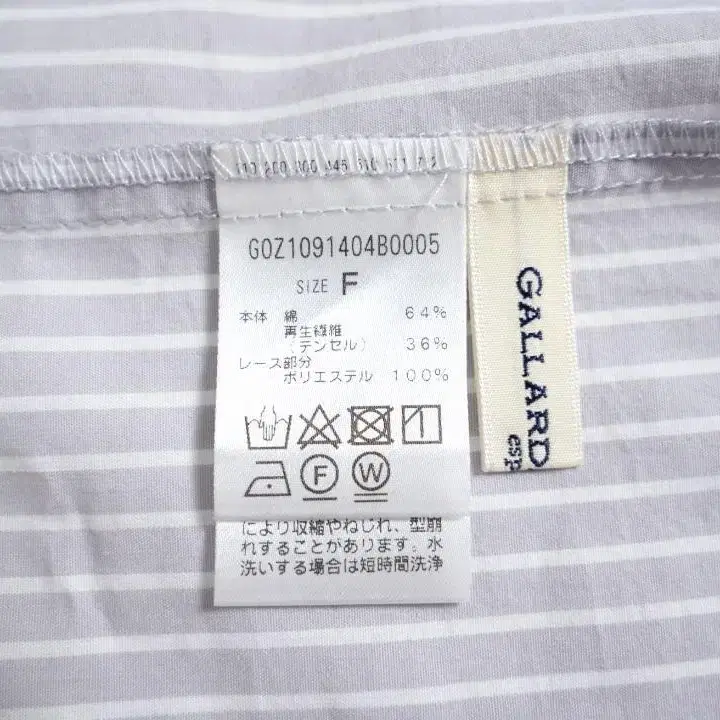 G0Z1091404B0005
SIZE F
本体 綿 64%
再生繊維
(テンセル) 36%
レース部分
ポリエステル 100%
F
W
により収縮やねじれ、型崩
れすることがあります。水
洗いする場合は短時間洗浄
GALLARD
esp